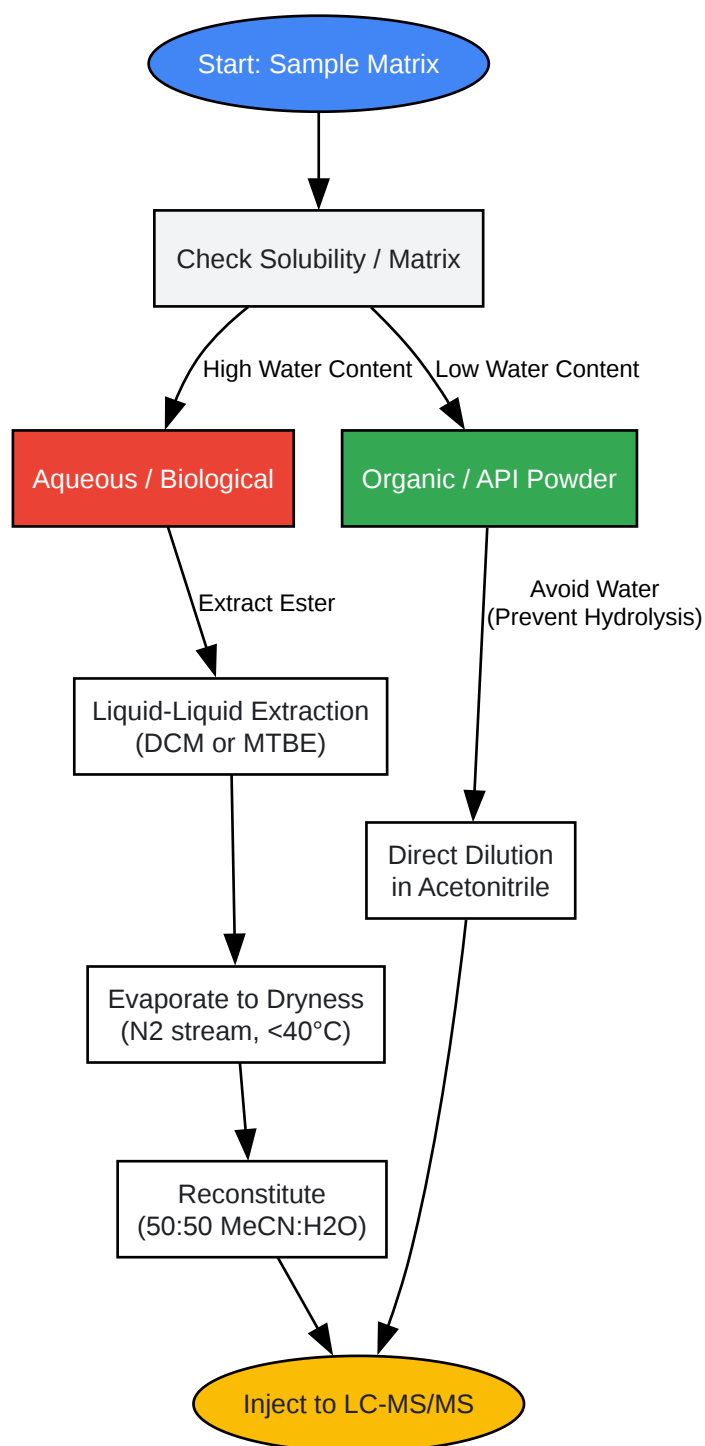 Start: Sample Matrix
Check Solubility / Matrix
High Water Content
Low Water Content
Aqueous / Biological
Organic / API Powder
Extract Ester
Avoid Water
(Prevent Hydrolysis)
Liquid-Liquid Extraction
(DCM or MTBE)
Direct Dilution
in Acetonitrile
Evaporate to Dryness
(N2 stream, <40°C)
Reconstitute
(50:50 MeCN:H2O)
Inject to LC-MS/MS